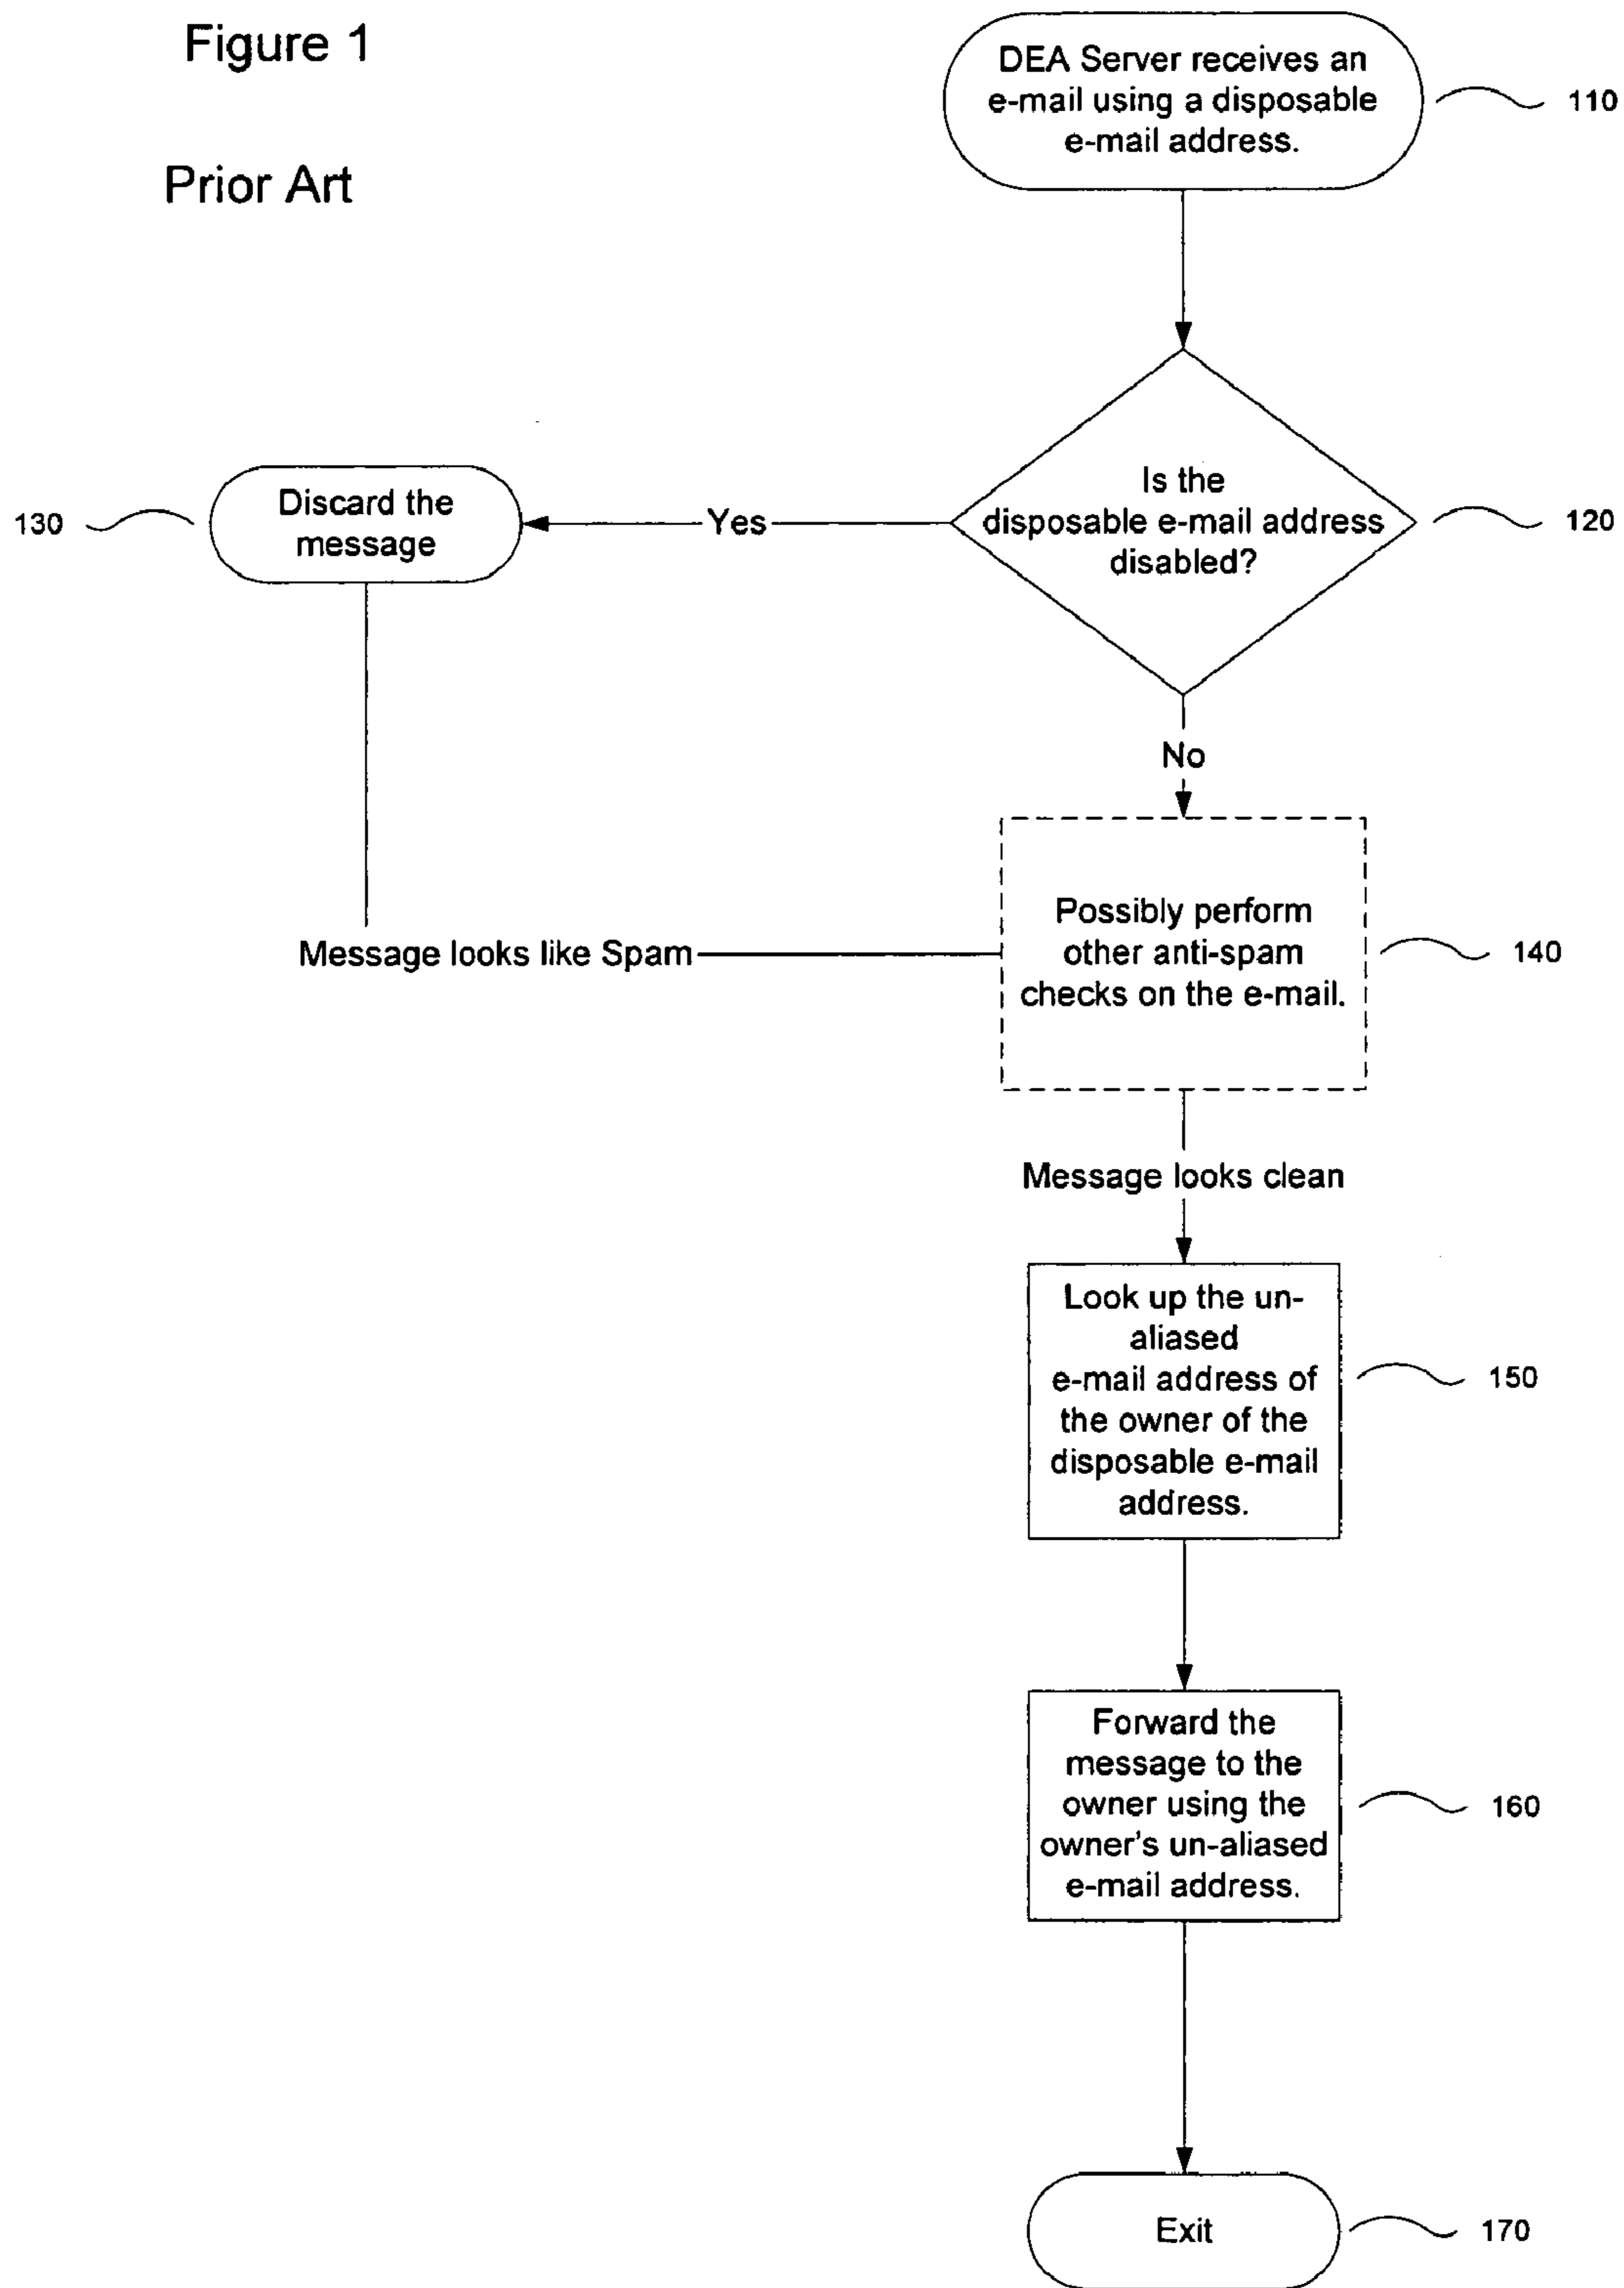 Figure 1
Prior Art
DEA Server receives an
e-mail using a disposable
e-mail address.
110
Is the
disposable e-mail address
disabled?
120
Yes
Discard the
message
130
No
Possibly perform
other anti-spam
checks on the e-mail.
140
Message looks like Spam
Message looks clean
Look up the un-
aliased
e-mail address of
the owner of the
disposable e-mail
address.
150
Forward the
message to the
owner using the
owner's un-aliased
e-mail address.
160
Exit
170